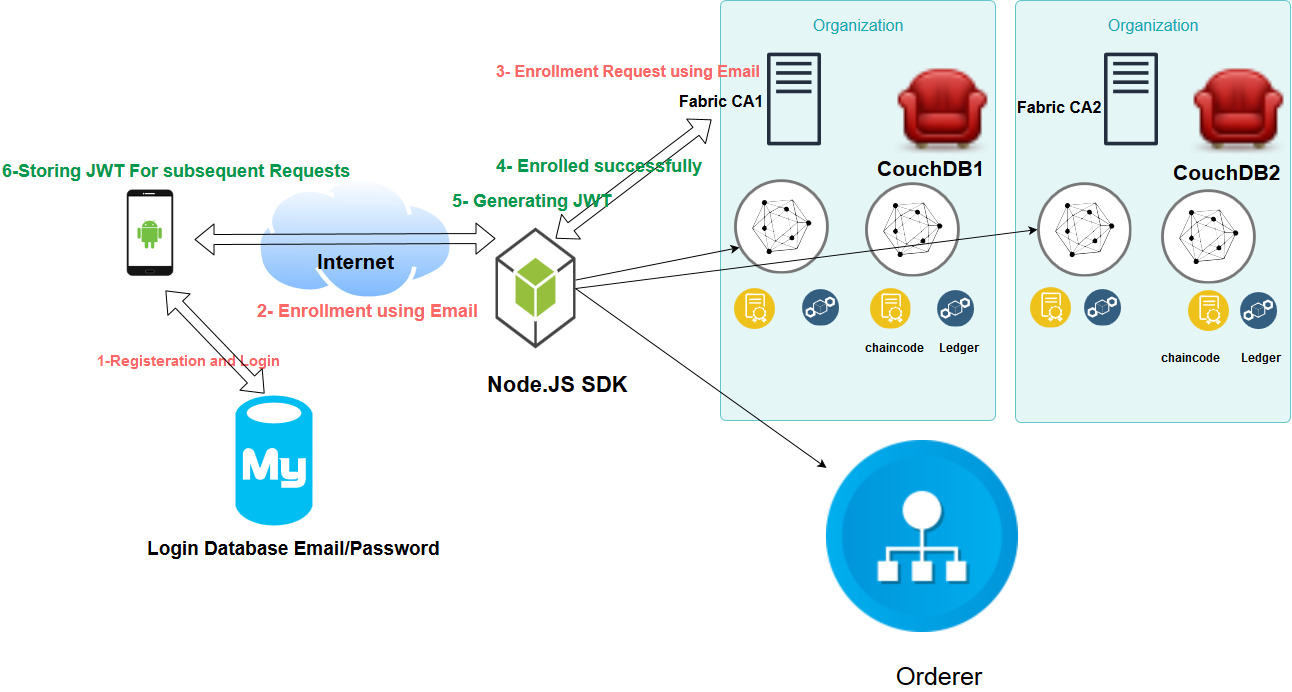 Organization
Organization
3- Enrollment Request using Email
Fabric CA1
Fabric CA2
4- Enrolled successfully
CouchDB1
CouchDB2
6-Storing JWT For subsequent Requests
5- Generating JWT
Internet
2- Enrollment using Email
chaincode
Ledger
chaincode
Ledger
1-Registeration and Login
Node.JS SDK
My
Login Database Email/Password
Orderer